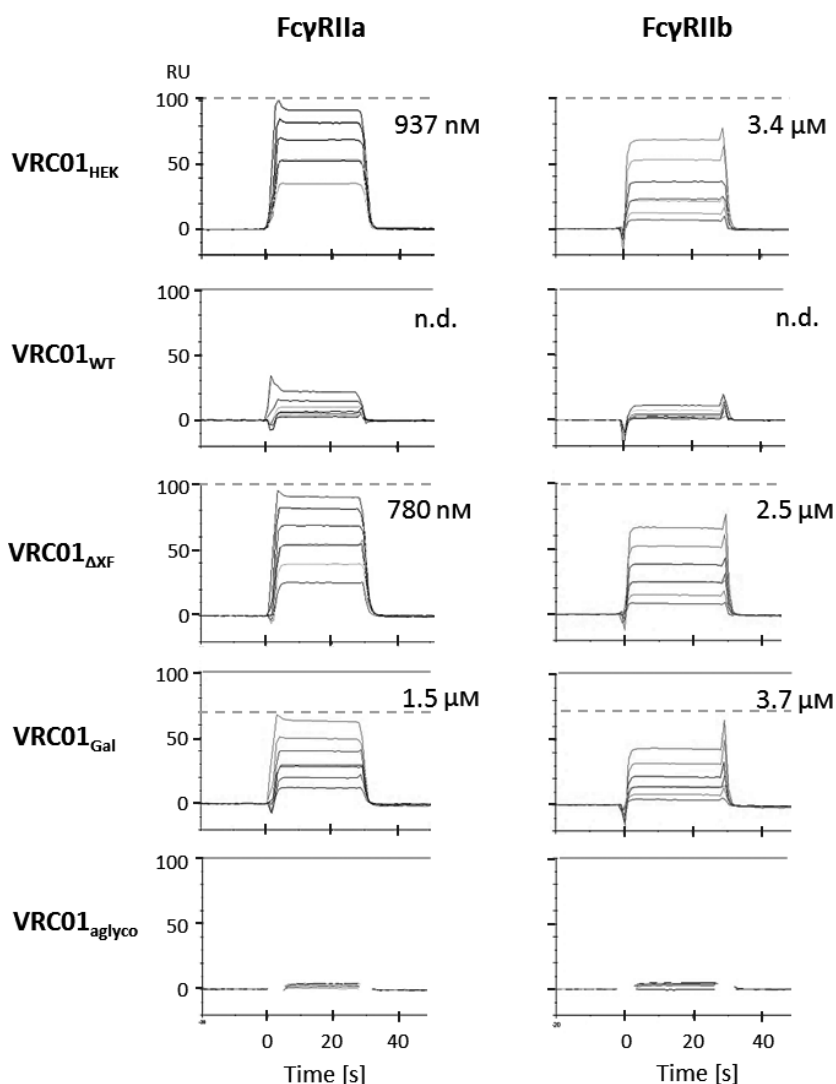 FcγRIIa FcγRIIb
RU
100
937 nM 3.4 µM
VRC01HEK
50
0
100
n.d. n.d.
VRC01WT
50
0
100
780 nM 2.5 µM
VRC01ΔXF
50
0
100
1.5 µM 3.7 µM
VRC01Gal
50
0
100
VRC01aglyco
50
0
-20 -20
0 20 40 0 20 40
Time [s] Time [s]